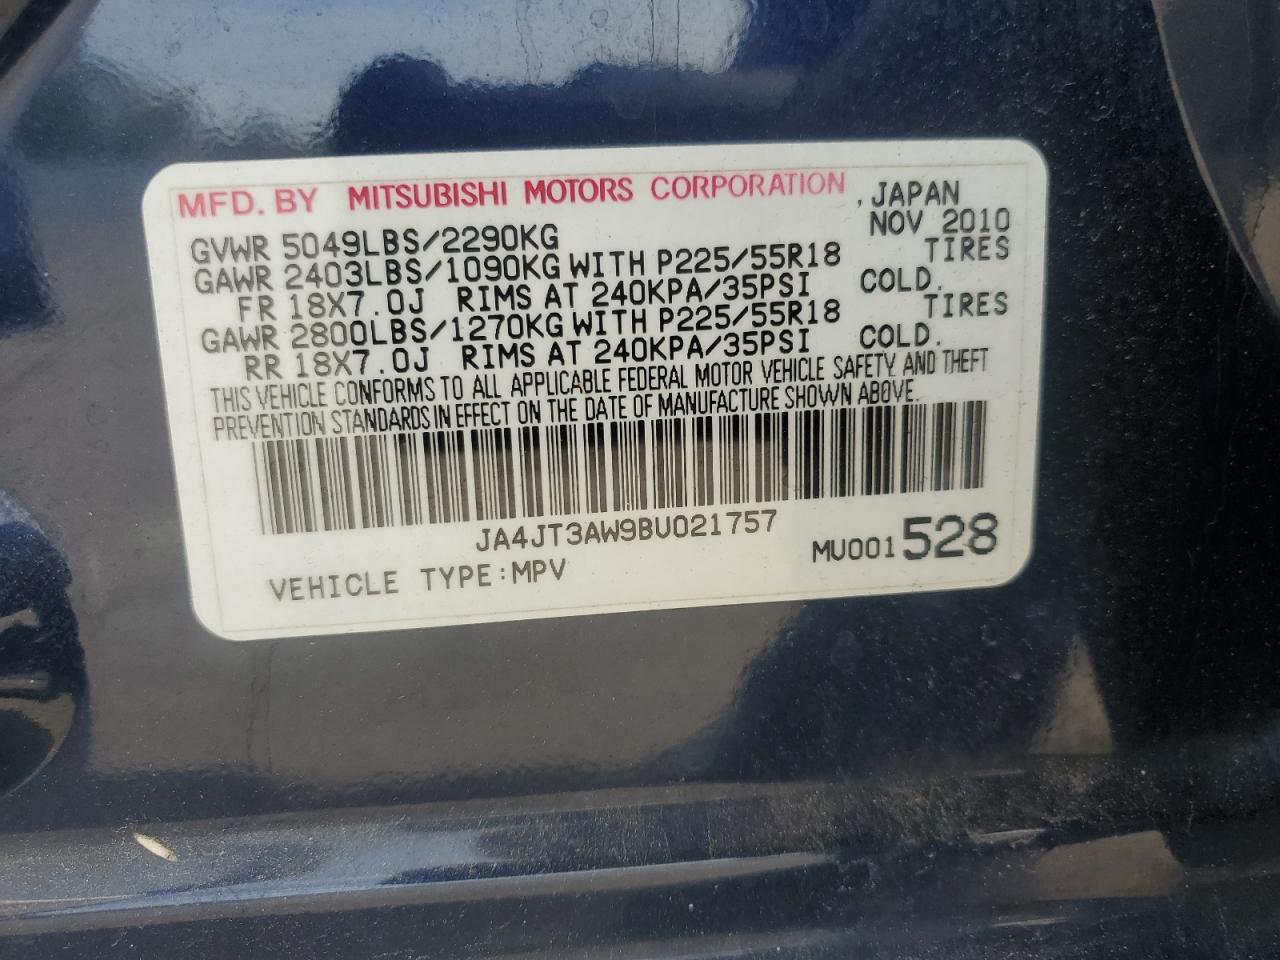 MFD. BY MITSUBISHI MOTORS CORPORATION , JAPAN
NOV 2010
GVWR 5049LBS/2290KG
GAWR 2403LBS/1090KG WITH P225/55R18 TIRES
FR 18X7.0J RIMS AT 240KPA/35PSI COLD.
GAWR 2800LBS/1270KG WITH P225/55R18 TIRES
RR 18X7.0J RIMS AT 240KPA/35PSI COLD.
THIS VEHICLE CONFORMS TO ALL APPLICABLE FEDERAL MOTOR VEHICLE SAFETY AND THEFT
PREVENTION STANDARDS IN EFFECT ON THE DATE OF MANUFACTURE SHOWN ABOVE.
JA4JT3AW9BU021757
MU001528
VEHICLE TYPE:MPV